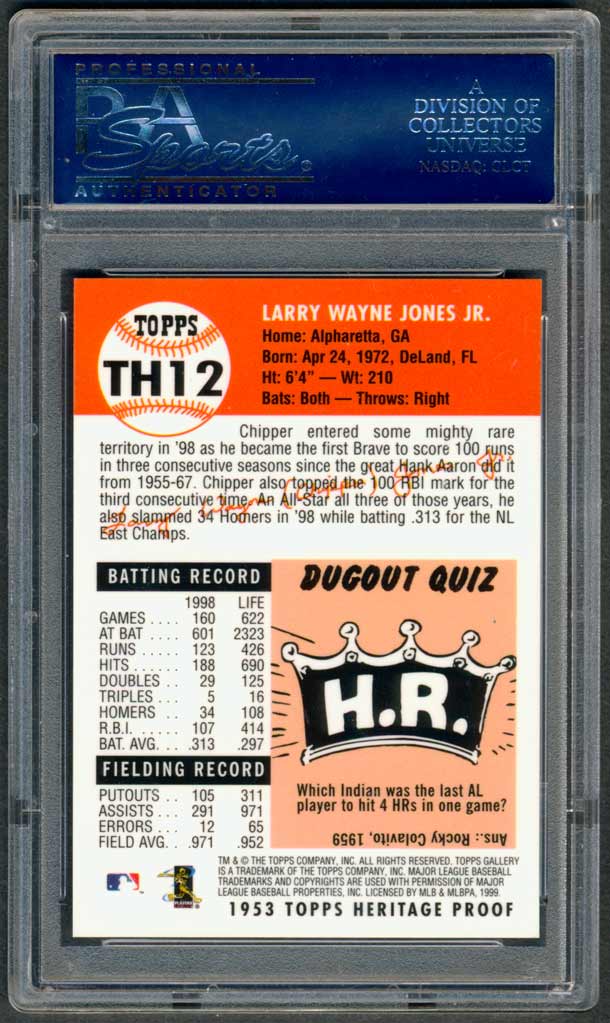 PROFESSIONAL
PSA
Sports.
AUTHENTICATOR
A
DIVISION OF
COLLECTORS
UNIVERSE
NASDAQ: CLCT
TOPPS
TH12
LARRY WAYNE JONES JR.
Home: Alpharetta, GA
Born: Apr 24, 1972, DeLand, FL
Ht: 6’4” — Wt: 210
Bats: Both — Throws: Right
Chipper entered some mighty rare
territory in '98 as he became the first Brave to score 100 runs
in three consecutive seasons since the great Hank Aaron did it
from 1955-67. Chipper also topped the 100 RBI mark for the
third consecutive time. An All-Star all three of those years, he
also slammed 34 Homers in '98 while batting .313 for the NL
East Champs.
Larry Wayne (Chipper) Jones Jr.
BATTING RECORD
1998 LIFE
GAMES .... 160 622
AT BAT .... 601 2323
RUNS ..... 123 426
HITS ...... 188 690
DOUBLES .. 29 125
TRIPLES ... 5 16
HOMERS ... 34 108
R.B.I. ..... 107 414
BAT. AVG. .. .313 .297
FIELDING RECORD
PUTOUTS .. 105 311
ASSISTS ... 291 971
ERRORS ... 12 65
FIELD AVG. . .971 .952
DUGOUT QUIZ
H.R.
Which Indian was the last AL
player to hit 4 HRs in one game?
Ans.: Rocky Colavito, 1959
TM & © THE TOPPS COMPANY, INC. ALL RIGHTS RESERVED. TOPPS GALLERY
IS A TRADEMARK OF THE TOPPS COMPANY, INC. MAJOR LEAGUE BASEBALL
TRADEMARKS AND COPYRIGHTS ARE USED WITH PERMISSION OF MAJOR
LEAGUE BASEBALL PROPERTIES, INC. LICENSED BY MLB & MLBPA, 1999.
1953 TOPPS HERITAGE PROOF